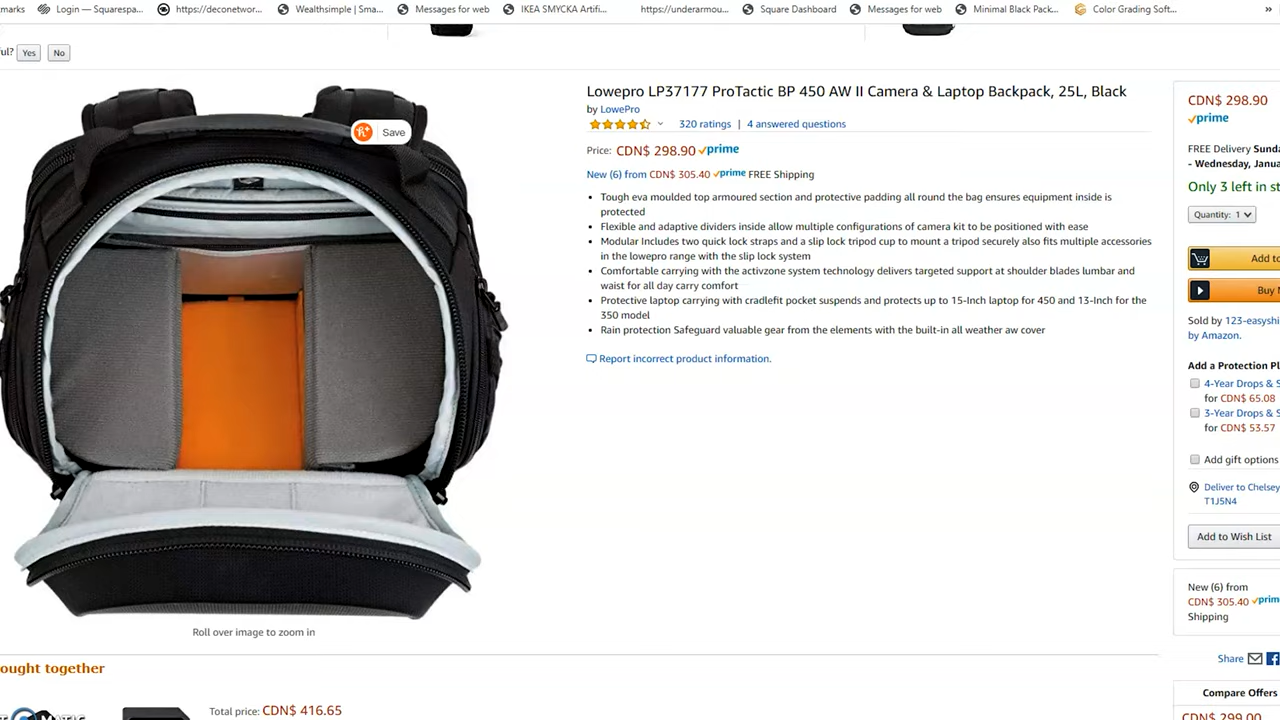 marks
Login — Squarespa...
https://deconetwor...
Wealthsimple | Sma...
Messages for web
IKEA SMYCKA Artifi...
https://underarmou...
Square Dashboard
Messages for web
Minimal Black Pack...
Color Grading Soft...
»
ful? Yes No
Save
Lowepro LP37177 ProTactic BP 450 AW II Camera & Laptop Backpack, 25L, Black
by LowePro
320 ratings | 4 answered questions
Price: CDN$ 298.90 prime
New (6) from CDN$ 305.40 prime FREE Shipping
• Tough eva moulded top armoured section and protective padding all round the bag ensures equipment inside is
protected
• Flexible and adaptive dividers inside allow multiple configurations of camera kit to be positioned with ease
• Modular Includes two quick lock straps and a slip lock tripod cup to mount a tripod securely also fits multiple accessories
in the lowepro range with the slip lock system
• Comfortable carrying with the activzone system technology delivers targeted support at shoulder blades lumbar and
waist for all day carry comfort
• Protective laptop carrying with cradlefit pocket suspends and protects up to 15-Inch laptop for 450 and 13-Inch for the
350 model
• Rain protection Safeguard valuable gear from the elements with the built-in all weather aw cover
Report incorrect product information.
Roll over image to zoom in
ought together
Total price: CDN$ 416.65
CDN$ 298.90
prime
FREE Delivery Sunda
- Wednesday, Janua
Only 3 left in st
Quantity: 1
Add to
Buy N
Sold by 123-easyshi
by Amazon.
Add a Protection Pl
4-Year Drops & S
for CDN$ 65.08
3-Year Drops & S
for CDN$ 53.57
Add gift options
Deliver to Chelsey
T1J5N4
Add to Wish List
New (6) from
CDN$ 305.40 prime
Shipping
Share
Compare Offers
CDN$ 299.00